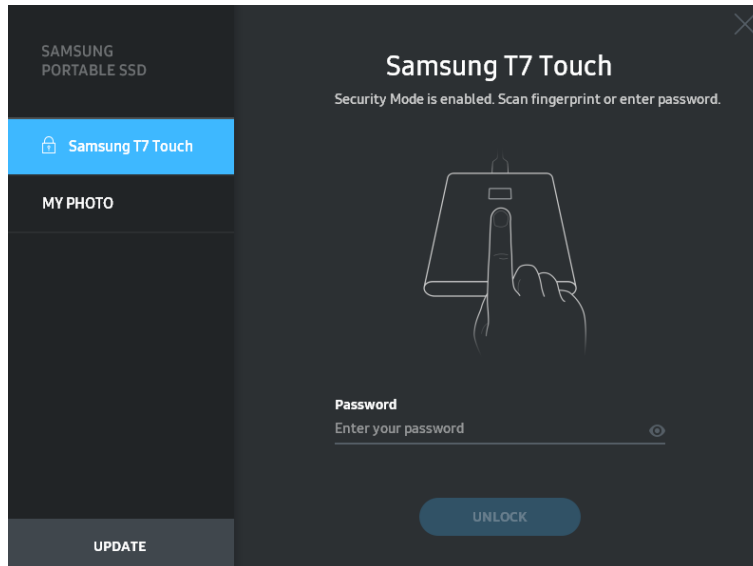 SAMSUNG
PORTABLE SSD
Samsung T7 Touch
MY PHOTO
UPDATE
Samsung T7 Touch
Security Mode is enabled. Scan fingerprint or enter password.
Password
Enter your password
UNLOCK